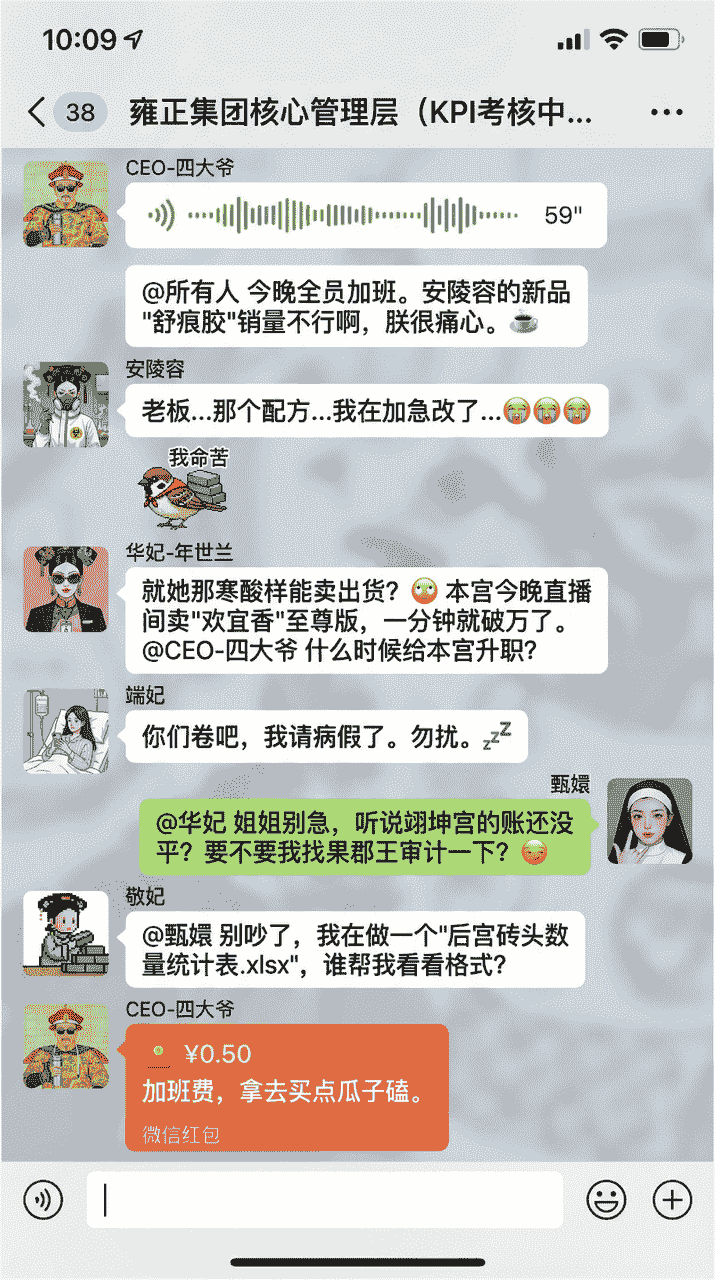 10:09
38 雍正集团核心管理层（KPI考核中...
CEO-四大爷
59"
@所有人 今晚全员加班。安陵容的新品
"舒痕胶"销量不行啊，朕很痛心。☕
安陵容
老板...那个配方...我在加急改了...😭😭😭
我命苦
华妃-年世兰
就她那寒酸样能卖出货？🙄 本宫今晚直播
间卖"欢宜香"至尊版，一分钟就破万了。
@CEO-四大爷 什么时候给本宫升职？
端妃
你们卷吧，我请病假了。勿扰。💤
甄嬛
@华妃 姐姐别急，听说翊坤宫的账还没
平？要不要我找果郡王审计一下？😏
敬妃
@甄嬛 别吵了，我在做一个"后宫砖头数
量统计表.xlsx"，谁帮我看看格式？
CEO-四大爷
¥0.50
加班费，拿去买点瓜子磕。
微信红包